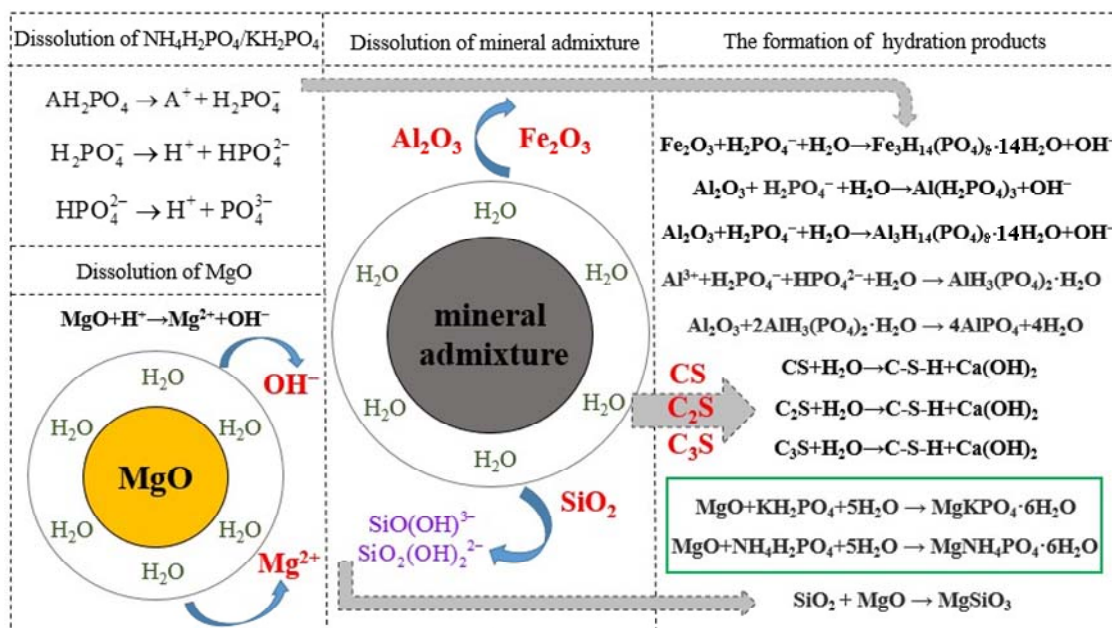 Dissolution of NH₄H₂PO₄/KH₂PO₄
AH₂PO₄ → A⁺ + H₂PO₄⁻
H₂PO₄⁻ → H⁺ + HPO₄²⁻
HPO₄²⁻ → H⁺ + PO₄³⁻
Dissolution of MgO
MgO+H⁺→Mg²⁺+OH⁻
H₂O
OH⁻
H₂O
H₂O
MgO
H₂O
H₂O
H₂O
Mg²⁺
Dissolution of mineral admixture
Al₂O₃
Fe₂O₃
H₂O
H₂O
H₂O
mineral
admixture
H₂O
H₂O
H₂O
SiO₂
SiO(OH)³⁻
SiO₂(OH)₂²⁻
CS
C₂S
C₃S
The formation of hydration products
Fe₂O₃+H₂PO₄⁻+H₂O→Fe₃H₁₄(PO₄)₈·14H₂O+OH⁻
Al₂O₃+ H₂PO₄⁻ +H₂O→Al(H₂PO₄)₃+OH⁻
Al₂O₃+H₂PO₄⁻+H₂O→Al₃H₁₄(PO₄)₈·14H₂O+OH⁻
Al³⁺+H₂PO₄⁻+HPO₄²⁻+H₂O → AlH₃(PO₄)₂·H₂O
Al₂O₃+2AlH₃(PO₄)₂·H₂O → 4AlPO₄+4H₂O
CS+H₂O→C-S-H+Ca(OH)₂
C₂S+H₂O→C-S-H+Ca(OH)₂
C₃S+H₂O→C-S-H+Ca(OH)₂
MgO+KH₂PO₄+5H₂O → MgKPO₄·6H₂O
MgO+NH₄H₂PO₄+5H₂O → MgNH₄PO₄·6H₂O
SiO₂ + MgO → MgSiO₃